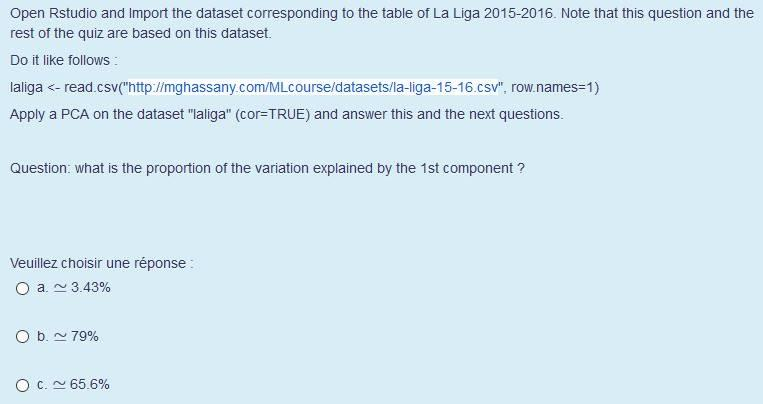 Open Rstudio and Import the dataset corresponding to the table of La Liga 2015-2016. Note that this question and the
rest of the quiz are based on this dataset.
Do it like follows :
laliga <- read.csv("http://mghassany.com/MLcourse/datasets/la-liga-15-16.csv", row.names=1)
Apply a PCA on the dataset "laliga" (cor=TRUE) and answer this and the next questions.
Question: what is the proportion of the variation explained by the 1st component ?
Veuillez choisir une réponse :
a. ≃ 3.43%
b. ≃ 79%
c. ≃ 65.6%